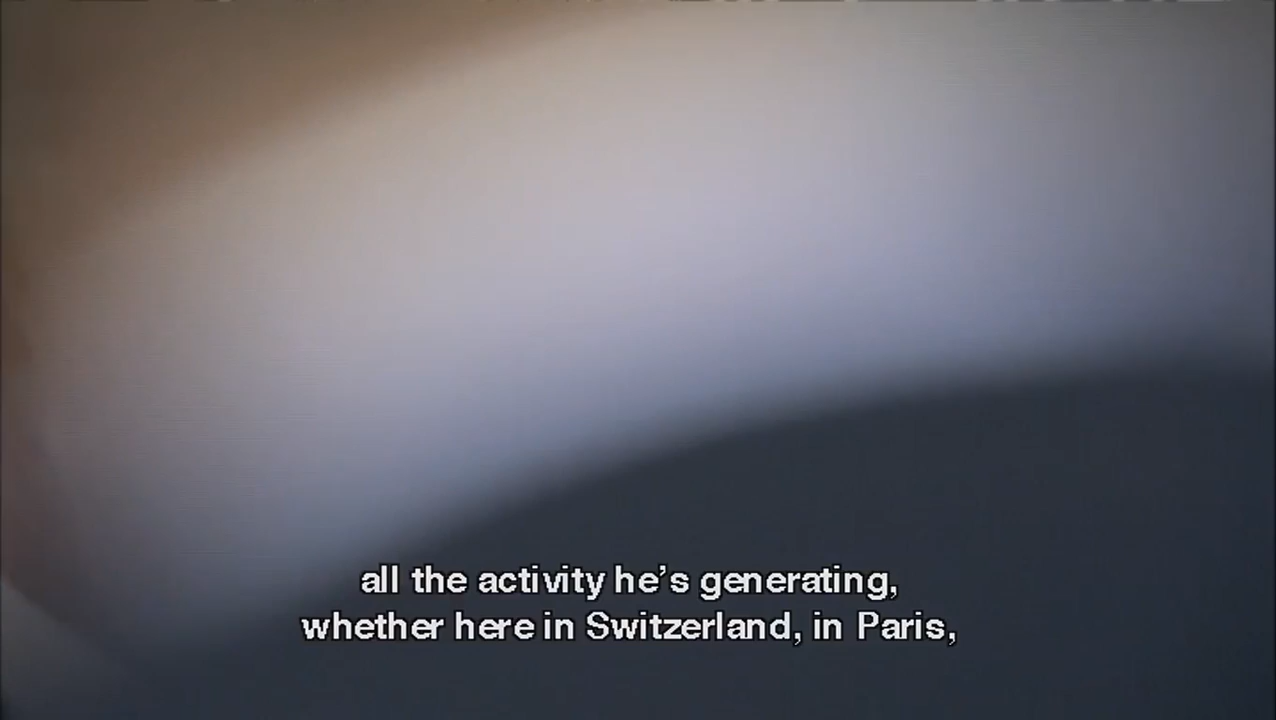 all the activity he’s generating,
whether here in Switzerland, in Paris,